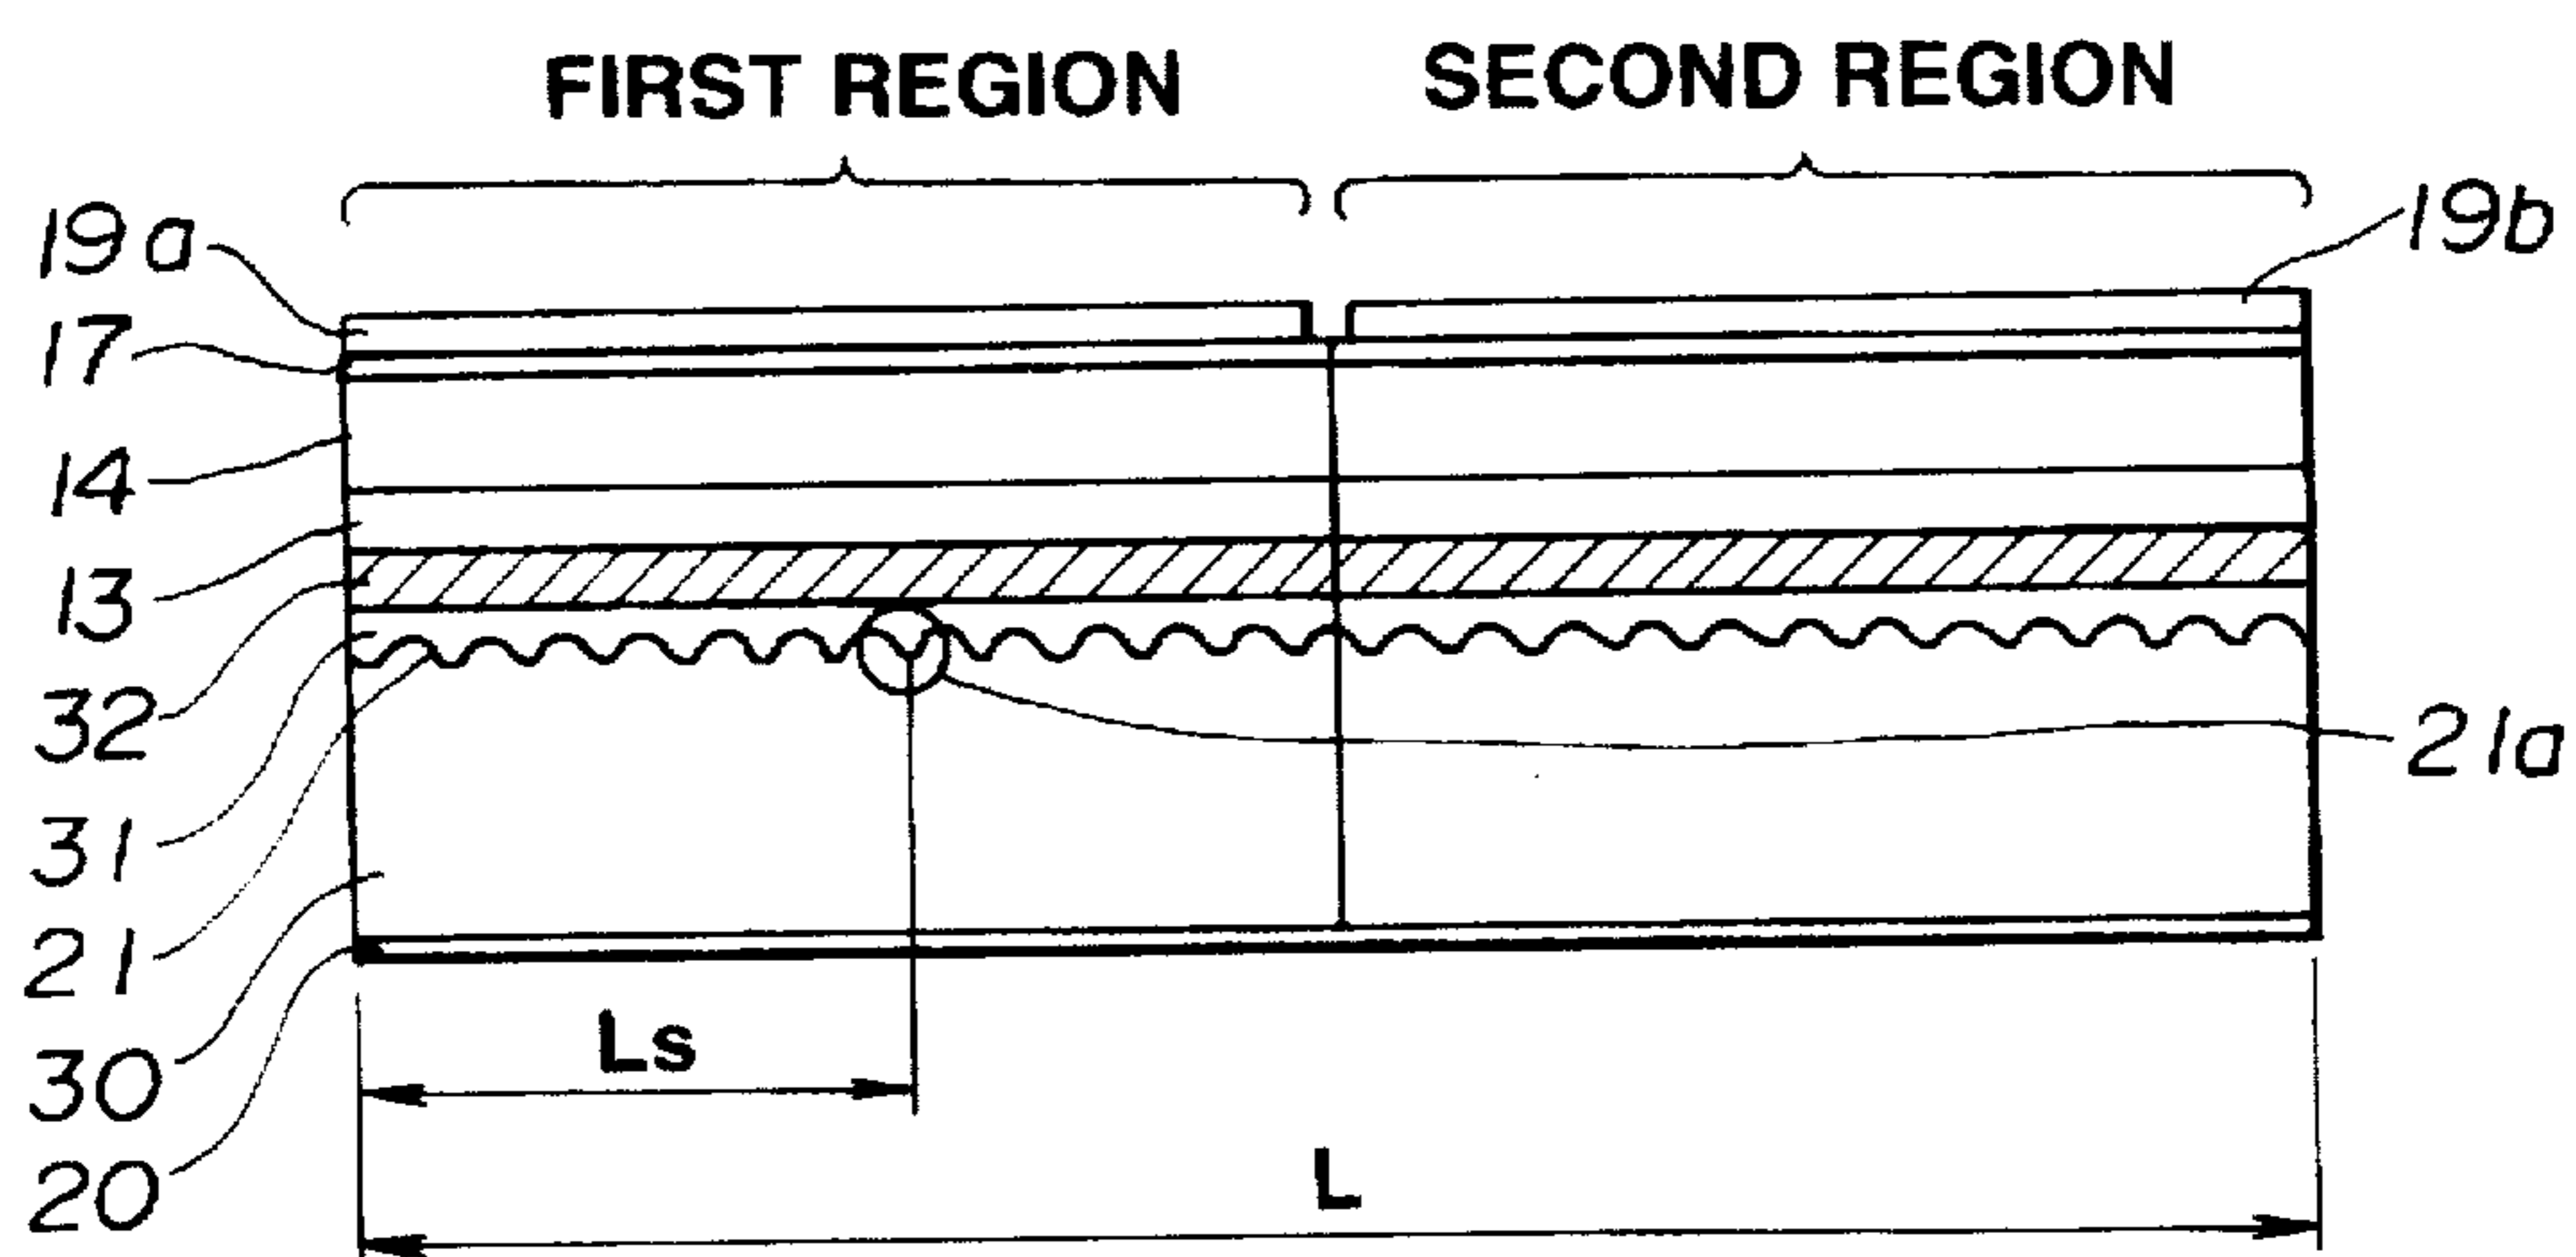 FIRST REGION
SECOND REGION
19a
19b
17
14
13
32
21a
31
21
30
20
Ls
L